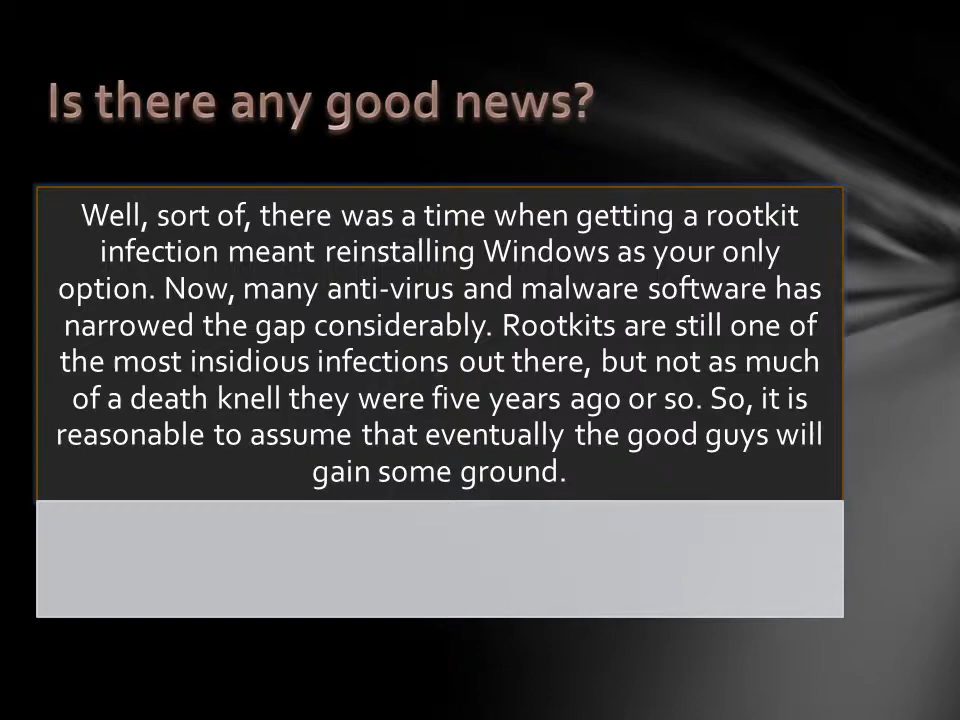 Is there any good news?
Well, sort of, there was a time when getting a rootkit
infection meant reinstalling Windows as your only
option. Now, many anti-virus and malware software has
narrowed the gap considerably. Rootkits are still one of
the most insidious infections out there, but not as much
of a death knell they were five years ago or so. So, it is
reasonable to assume that eventually the good guys will
gain some ground.